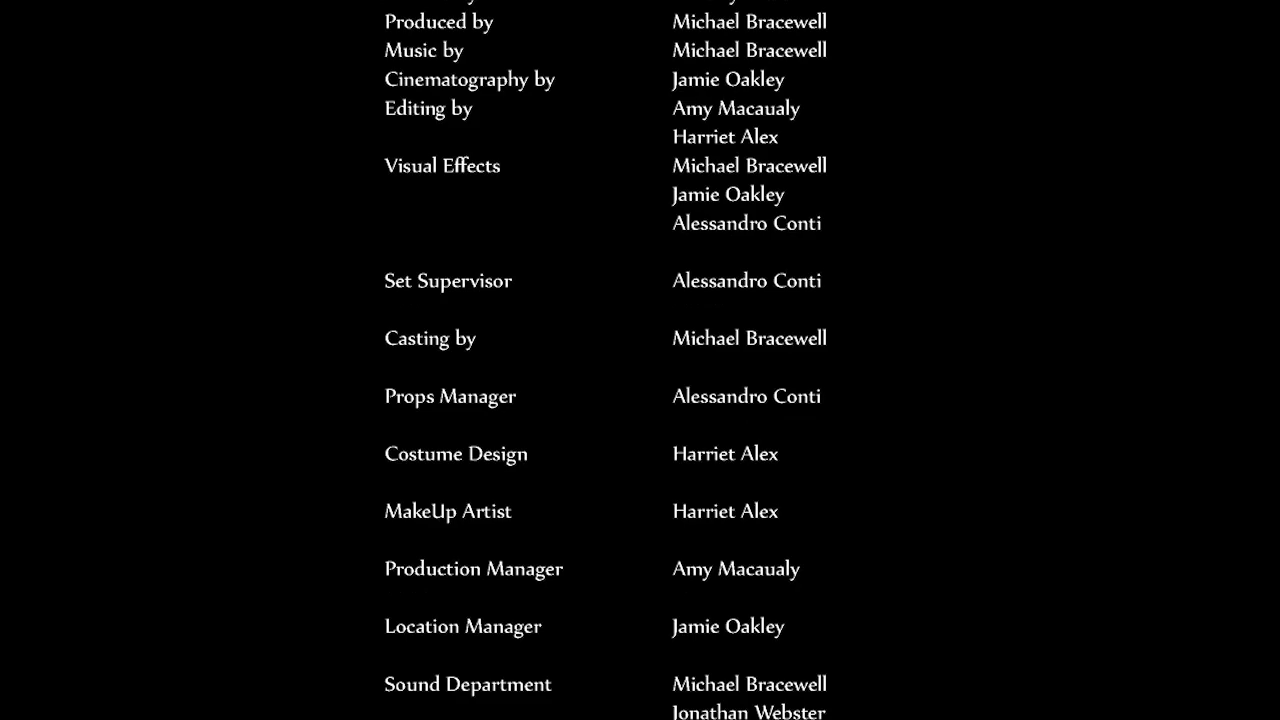 Produced by Michael Bracewell
Music by Michael Bracewell
Cinematography by Jamie Oakley
Editing by Amy Macaualy
Harriet Alex
Visual Effects Michael Bracewell
Jamie Oakley
Alessandro Conti
Set Supervisor Alessandro Conti
Casting by Michael Bracewell
Props Manager Alessandro Conti
Costume Design Harriet Alex
MakeUp Artist Harriet Alex
Production Manager Amy Macaualy
Location Manager Jamie Oakley
Sound Department Michael Bracewell
Jonathan Webster